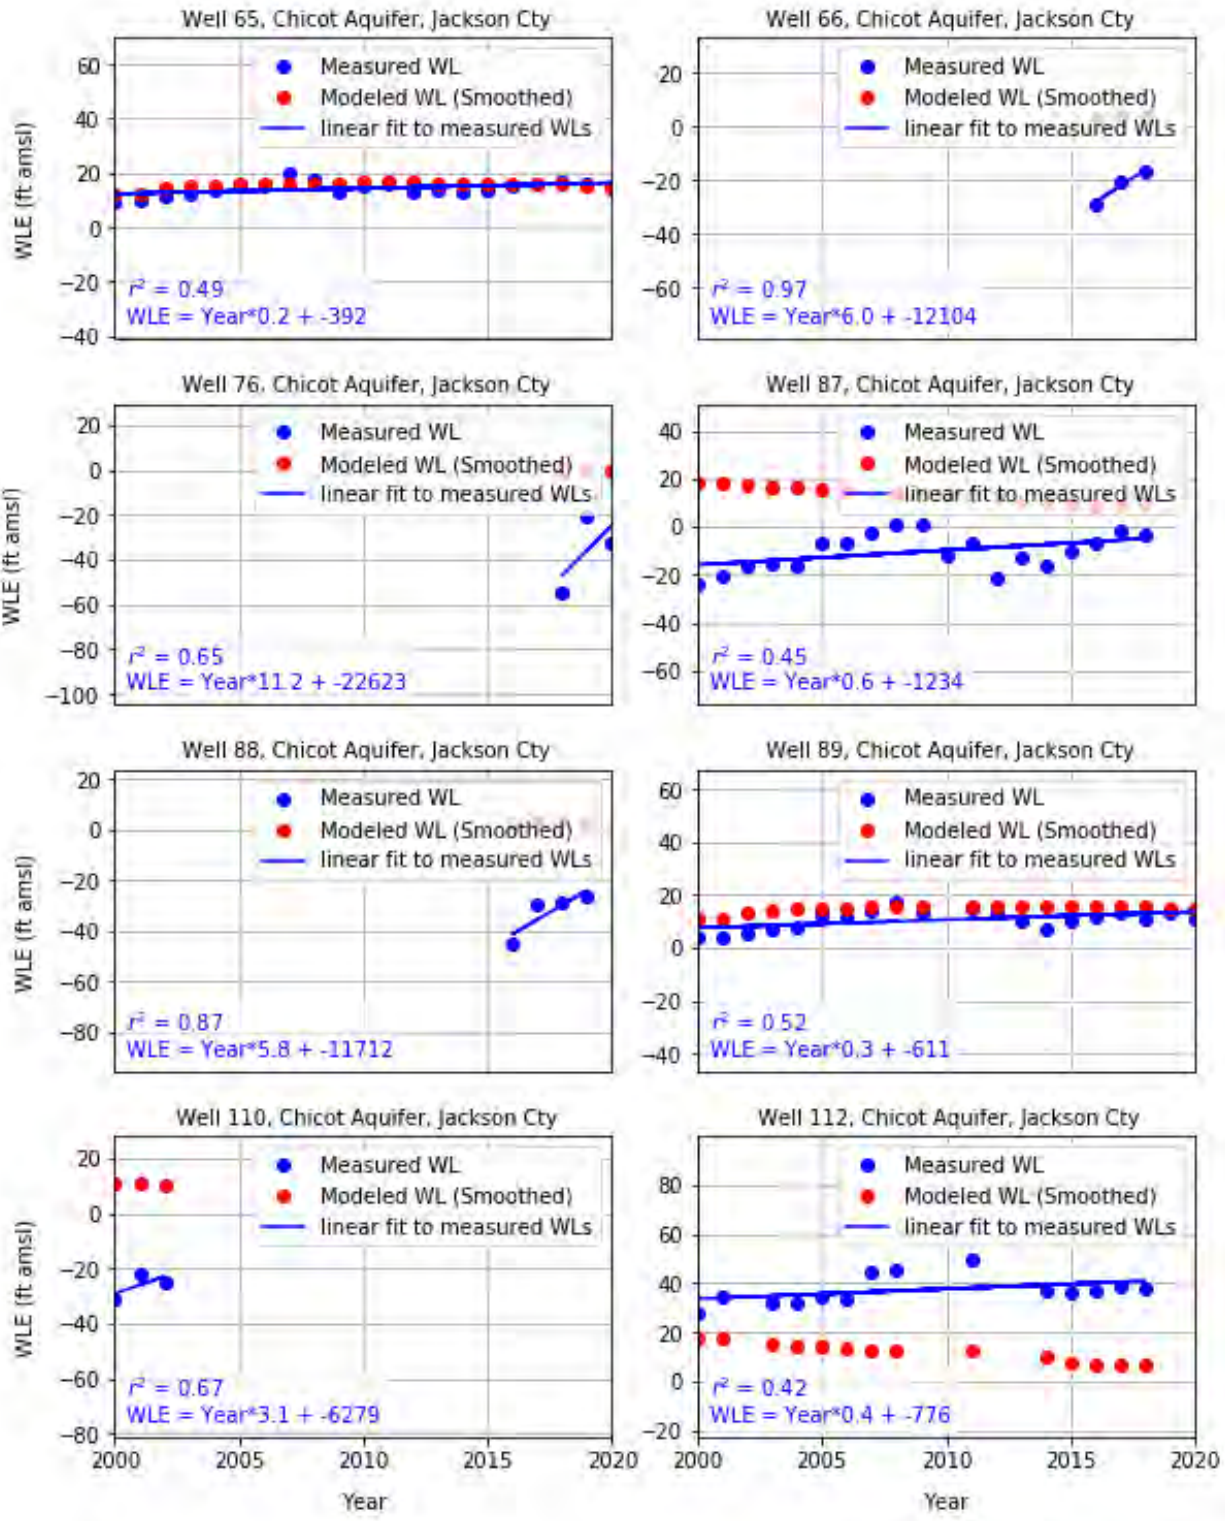 Well 65, Chicot Aquifer, Jackson Cty
Measured WL
Modeled WL (Smoothed)
linear fit to measured WLs
60
40
20
0
−20
−40
WLE (ft amsl)
r² = 0.49
WLE = Year*0.2 + -392
Well 66, Chicot Aquifer, Jackson Cty
Measured WL
Modeled WL (Smoothed)
linear fit to measured WLs
20
0
−20
−40
−60
r² = 0.97
WLE = Year*6.0 + -12104
Well 76, Chicot Aquifer, Jackson Cty
Measured WL
Modeled WL (Smoothed)
linear fit to measured WLs
20
0
−20
−40
−60
−80
−100
WLE (ft amsl)
r² = 0.65
WLE = Year*11.2 + -22623
Well 87, Chicot Aquifer, Jackson Cty
Measured WL
Modeled WL (Smoothed)
linear fit to measured WLs
40
20
0
−20
−40
−60
r² = 0.45
WLE = Year*0.6 + -1234
Well 88, Chicot Aquifer, Jackson Cty
Measured WL
Modeled WL (Smoothed)
linear fit to measured WLs
20
0
−20
−40
−60
−80
WLE (ft amsl)
r² = 0.87
WLE = Year*5.8 + -11712
Well 89, Chicot Aquifer, Jackson Cty
Measured WL
Modeled WL (Smoothed)
linear fit to measured WLs
60
40
20
0
−20
−40
r² = 0.52
WLE = Year*0.3 + -611
Well 110, Chicot Aquifer, Jackson Cty
Measured WL
Modeled WL (Smoothed)
linear fit to measured WLs
20
0
−20
−40
−60
−80
WLE (ft amsl)
r² = 0.67
WLE = Year*3.1 + -6279
2000 2005 2010 2015 2020
Year
Well 112, Chicot Aquifer, Jackson Cty
Measured WL
Modeled WL (Smoothed)
linear fit to measured WLs
80
60
40
20
0
−20
r² = 0.42
WLE = Year*0.4 + -776
2000 2005 2010 2015 2020
Year